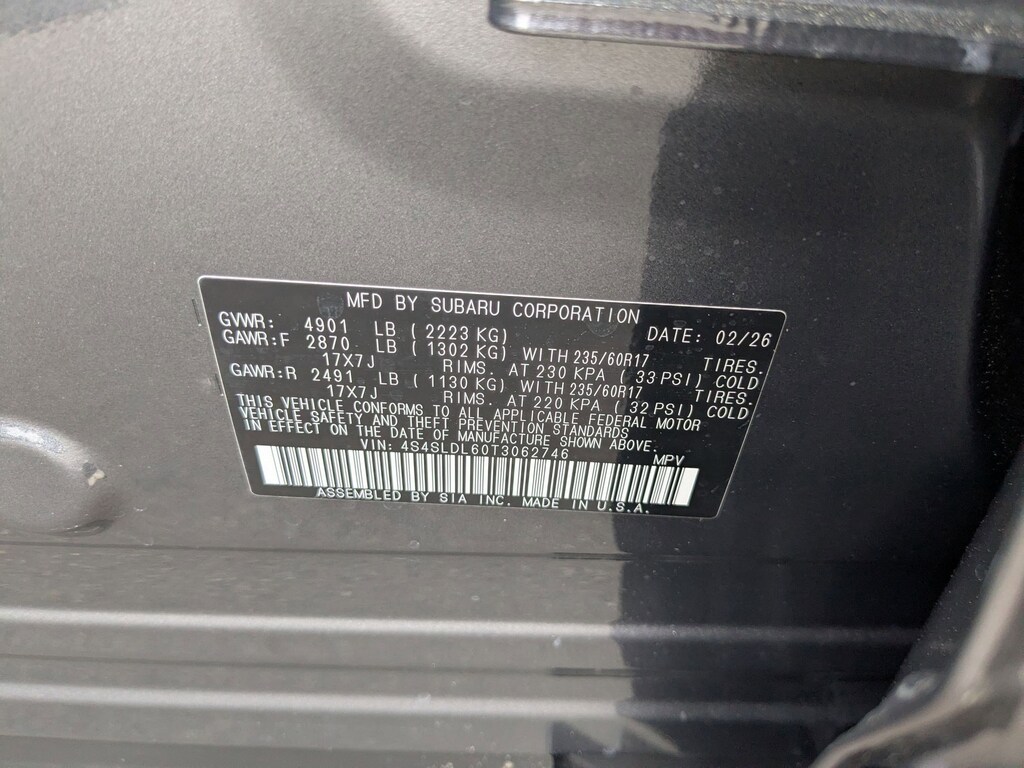 MFD BY SUBARU CORPORATION
GVWR: 4901 LB ( 2223 KG) DATE: 02/26
GAWR:F 2870 LB ( 1302 KG) WITH 235/60R17 TIRES.
17X7J RIMS. AT 230 KPA ( 33 PSI) COLD
GAWR:R 2491 LB ( 1130 KG) WITH 235/60R17 TIRES.
17X7J RIMS. AT 220 KPA ( 32 PSI) COLD
THIS VEHICLE CONFORMS TO ALL APPLICABLE FEDERAL MOTOR
VEHICLE SAFETY AND THEFT PREVENTION STANDARDS
IN EFFECT ON THE DATE OF MANUFACTURE SHOWN ABOVE.
VIN: 4S4SLDL60T3062746 MPV
ASSEMBLED BY SIA INC. MADE IN U.S.A.